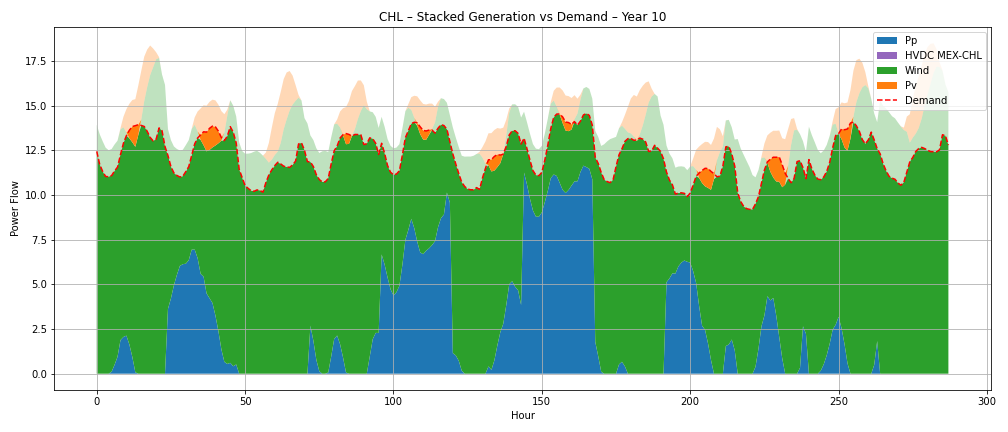 CHL – Stacked Generation vs Demand – Year 10
Power Flow
17.5
15.0
12.5
10.0
7.5
5.0
2.5
0.0
Pp
HVDC MEX-CHL
Wind
Pv
Demand
0
50
100
150
200
250
300
Hour